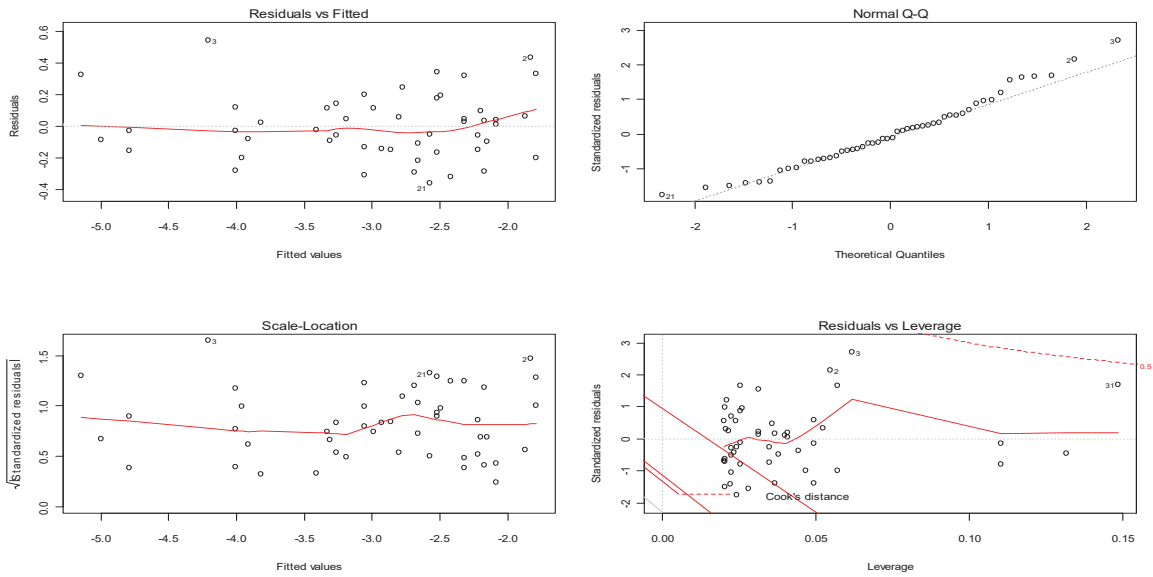 Residuals vs Fitted
Residuals
0.6
0.4
0.2
0.0
-0.2
-0.4
3
2
21
-5.0 -4.5 -4.0 -3.5 -3.0 -2.5 -2.0
Fitted values
Normal Q-Q
Standardized residuals
3
2
1
0
-1
3
2
21
-2 -1 0 1 2
Theoretical Quantiles
Scale-Location
√|Standardized residuals|
1.5
1.0
0.5
0.0
3
2
21
-5.0 -4.5 -4.0 -3.5 -3.0 -2.5 -2.0
Fitted values
Residuals vs Leverage
Standardized residuals
3
2
1
0
-1
-2
3
2
31
0.5
Cook's distance
0.00 0.05 0.10 0.15
Leverage